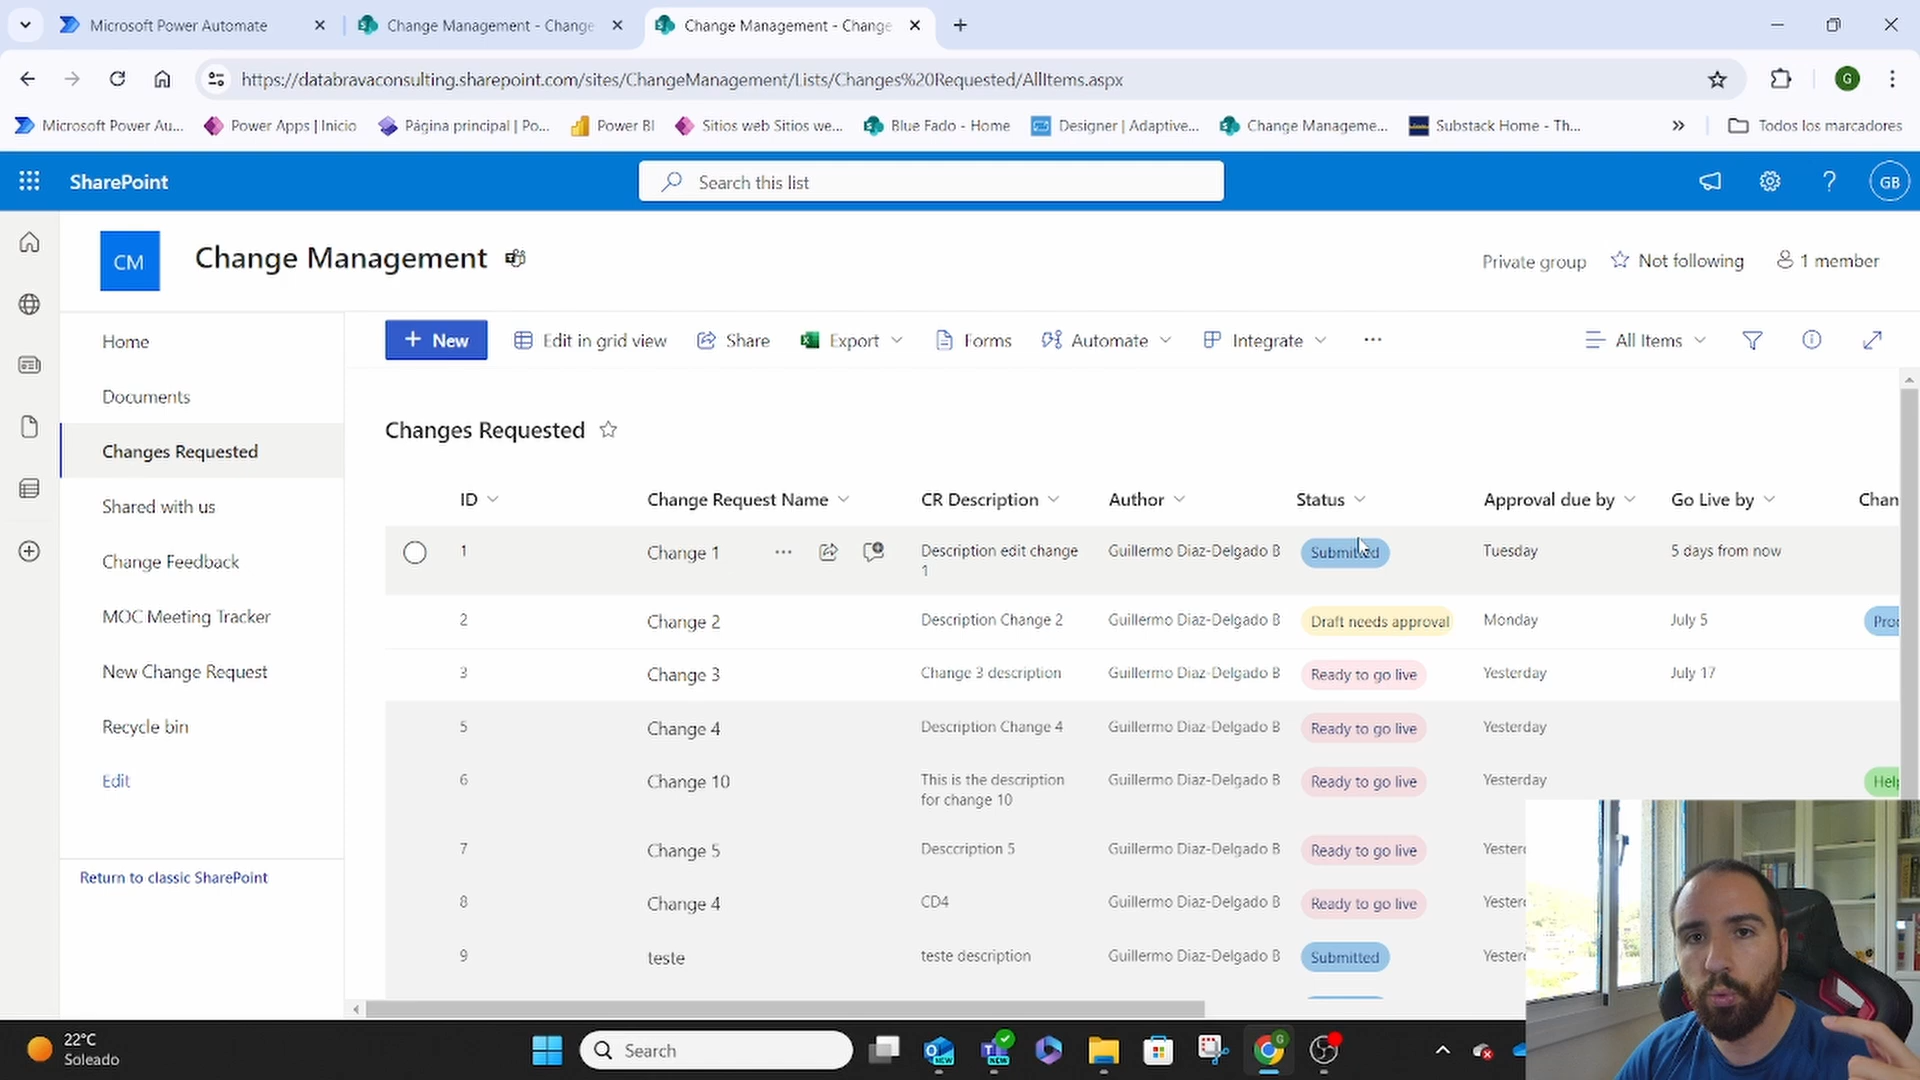 Microsoft Power Automate
Change Management - Change
Change Management - Change
https://databravaconsulting.sharepoint.com/sites/ChangeManagement/Lists/Changes%20Requested/AllItems.aspx
G
Microsoft Power Au...
Power Apps | Inicio
Página principal | Po...
Power BI
Sitios web Sitios we...
Blue Fado - Home
Designer | Adaptive...
Change Manageme...
Substack Home - Th...
Todos los marcadores
SharePoint
Search this list
GB
CM
Change Management
Private group
Not following
1 member
Home
Documents
Changes Requested
Shared with us
Change Feedback
MOC Meeting Tracker
New Change Request
Recycle bin
Edit
Return to classic SharePoint
New
Edit in grid view
Share
Export
Forms
Automate
Integrate
All Items
Changes Requested
ID Change Request Name CR Description Author Status Approval due by Go Live by Chan
1 Change 1 Description edit change Guillermo Diaz-Delgado B Submitted Tuesday 5 days from now
1
2 Change 2 Description Change 2 Guillermo Diaz-Delgado B Draft needs approval Monday July 5 Proc
3 Change 3 Change 3 description Guillermo Diaz-Delgado B Ready to go live Yesterday July 17
5 Change 4 Description Change 4 Guillermo Diaz-Delgado B Ready to go live Yesterday
6 Change 10 This is the description Guillermo Diaz-Delgado B Ready to go live Yesterday Help
for change 10
7 Change 5 Desccription 5 Guillermo Diaz-Delgado B Ready to go live Yester
8 Change 4 CD4 Guillermo Diaz-Delgado B Ready to go live Yester
9 teste teste description Guillermo Diaz-Delgado B Submitted Yester
22°C
Soleado
Search
NEW
NEW
G